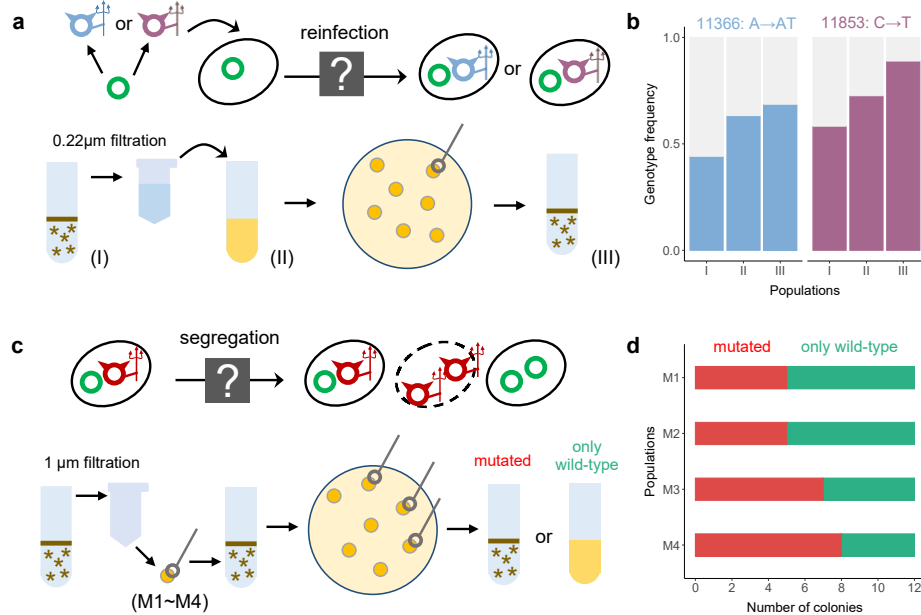 a
or
reinfection
?
or
0.22µm filtration
(I)
(II)
(III)
b
11366: A→AT
11853: C→T
Genotype frequency
1.0
0.5
0.0
I
II
III
I
II
III
Populations
c
segregation
?
1 µm filtration
(M1~M4)
mutated
only
wild-type
or
d
mutated
only wild-type
Populations
M1
M2
M3
M4
0
2
4
6
8
10
12
Number of colonies